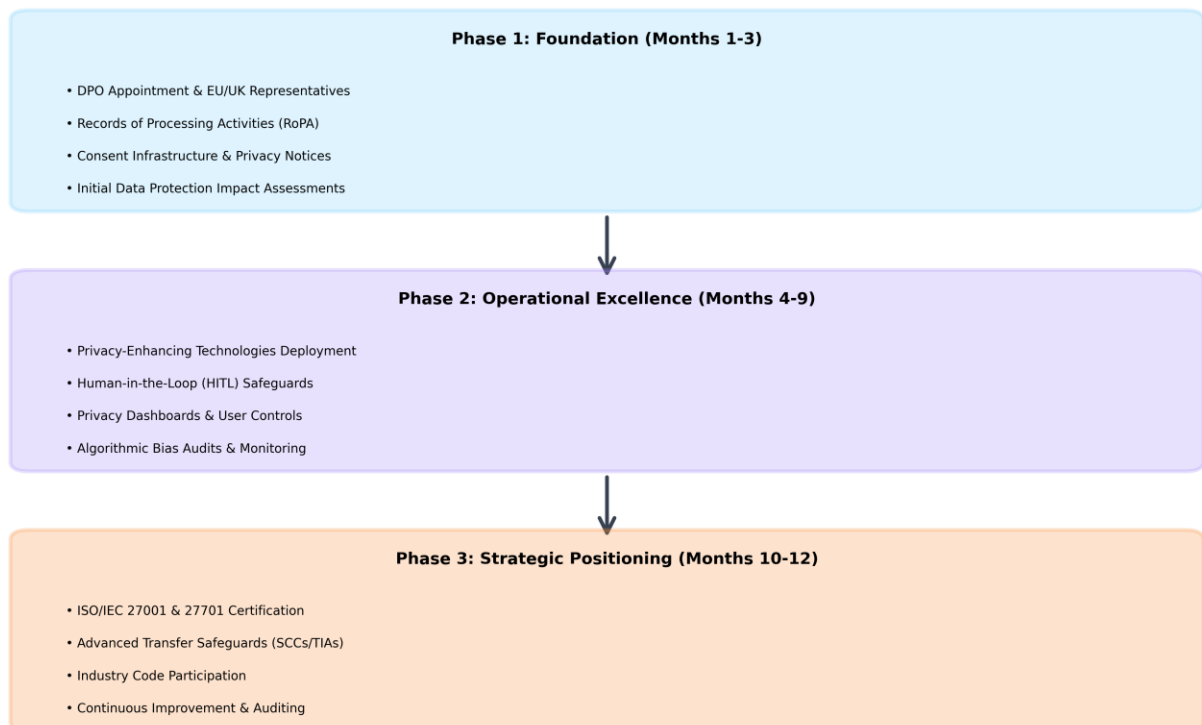 Phase 1: Foundation (Months 1-3)
• DPO Appointment & EU/UK Representatives
• Records of Processing Activities (RoPA)
• Consent Infrastructure & Privacy Notices
• Initial Data Protection Impact Assessments
Phase 2: Operational Excellence (Months 4-9)
• Privacy-Enhancing Technologies Deployment
• Human-in-the-Loop (HITL) Safeguards
• Privacy Dashboards & User Controls
• Algorithmic Bias Audits & Monitoring
Phase 3: Strategic Positioning (Months 10-12)
• ISO/IEC 27001 & 27701 Certification
• Advanced Transfer Safeguards (SCCs/TIAs)
• Industry Code Participation
• Continuous Improvement & Auditing